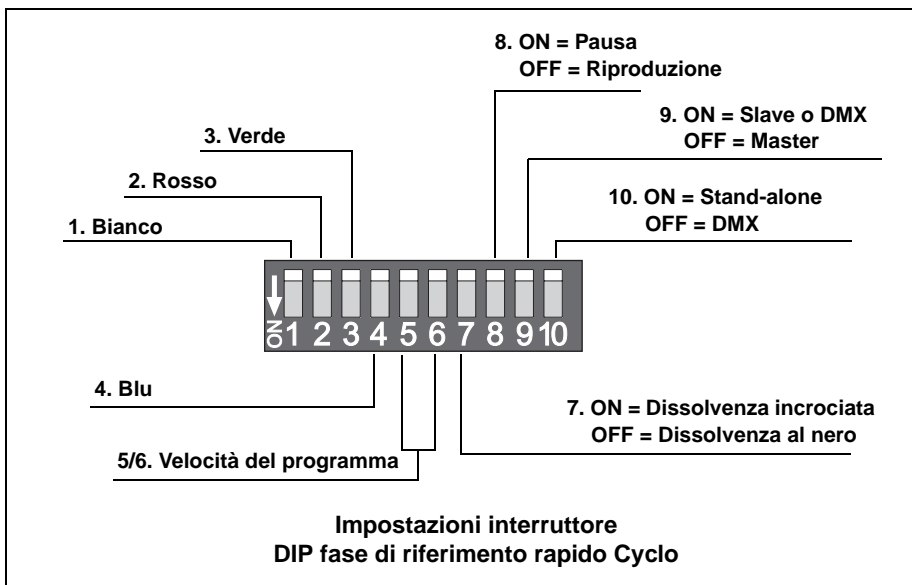 8. ON = Pausa
OFF = Riproduzione
9. ON = Slave o DMX
OFF = Master
3. Verde
2. Rosso
10. ON = Stand-alone
OFF = DMX
1. Bianco
ON
1 2 3 4 5 6 7 8 9 10
4. Blu
7. ON = Dissolvenza incrociata
OFF = Dissolvenza al nero
5/6. Velocità del programma
Impostazioni interruttore
DIP fase di riferimento rapido Cyclo